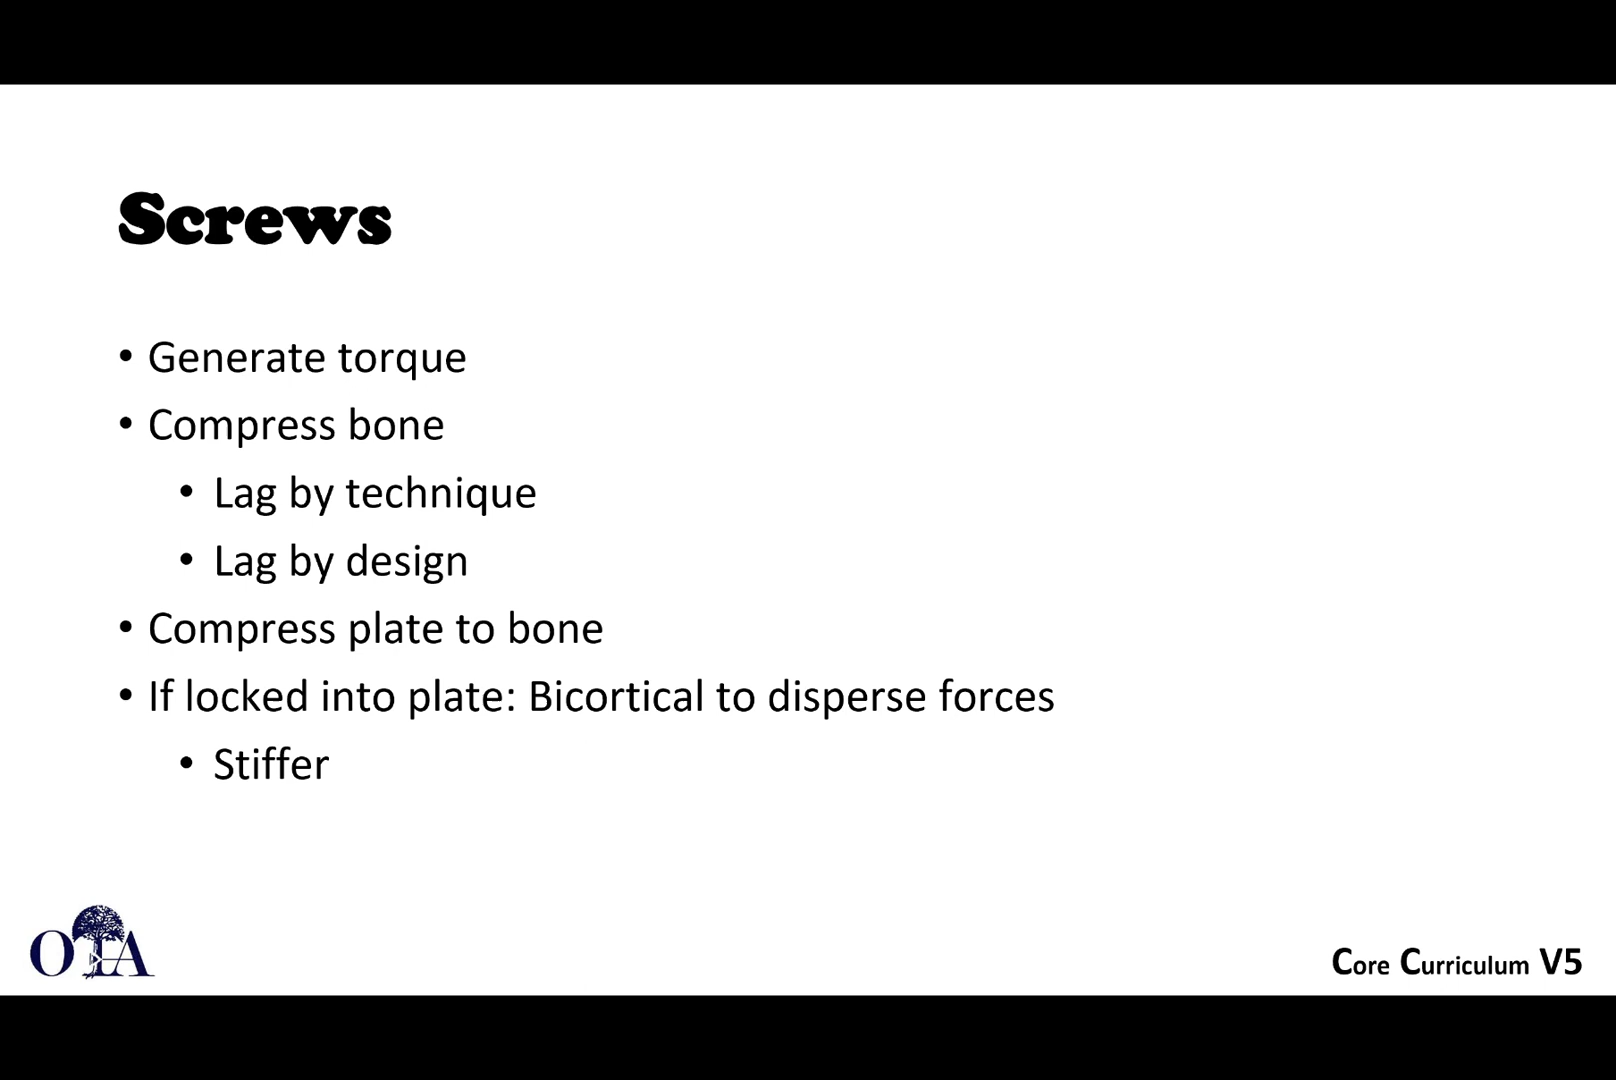 Screws
• Generate torque
• Compress bone
• Lag by technique
• Lag by design
• Compress plate to bone
• If locked into plate: Bicortical to disperse forces
• Stiffer
OTA
Core Curriculum V5